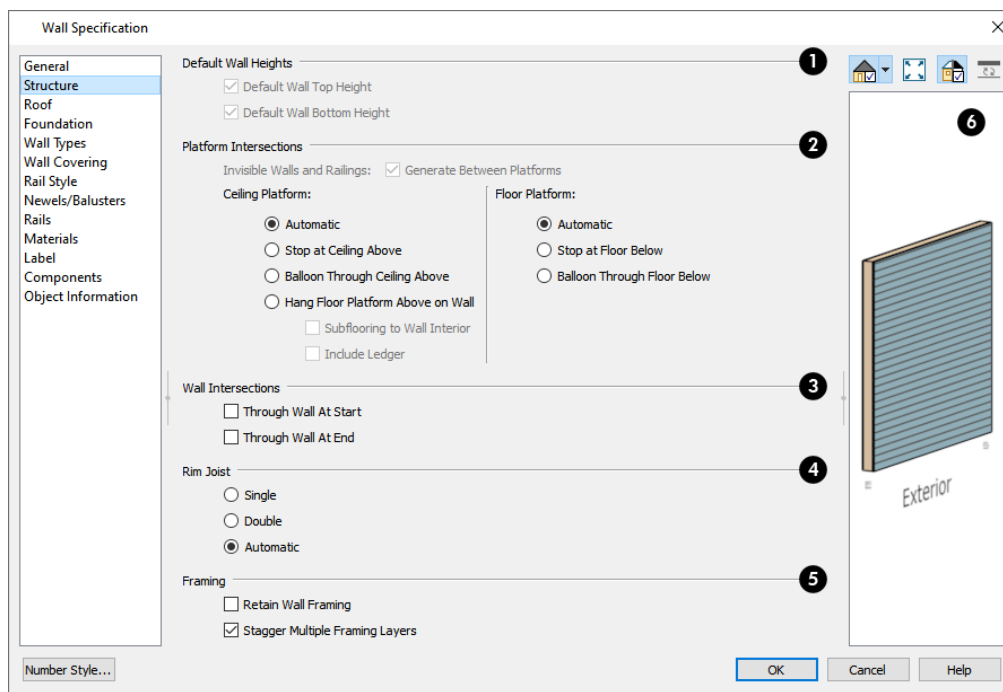 Wall Specification
General
Structure
Roof
Foundation
Wall Types
Wall Covering
Rail Style
Newels/Balusters
Rails
Materials
Label
Components
Object Information
Default Wall Heights 1
Default Wall Top Height
Default Wall Bottom Height
Platform Intersections 2
Invisible Walls and Railings: Generate Between Platforms
Ceiling Platform:
Automatic
Stop at Ceiling Above
Balloon Through Ceiling Above
Hang Floor Platform Above on Wall
Subflooring to Wall Interior
Include Ledger
Floor Platform:
Automatic
Stop at Floor Below
Balloon Through Floor Below
Wall Intersections 3
Through Wall At Start
Through Wall At End
Rim Joist 4
Single
Double
Automatic
Framing 5
Retain Wall Framing
Stagger Multiple Framing Layers
6
Exterior
Number Style...
OK
Cancel
Help